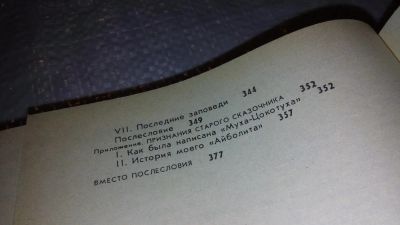 VII. Последние заповеди 344
Послесловие 349
Приложение. ПРИЗНАНИЯ СТАРОГО СКАЗОЧНИКА 352
I. Как была написана «Муха-Цокотуха» 352
II. История моего «Айболита» 357
ВМЕСТО ПОСЛЕСЛОВИЯ 377